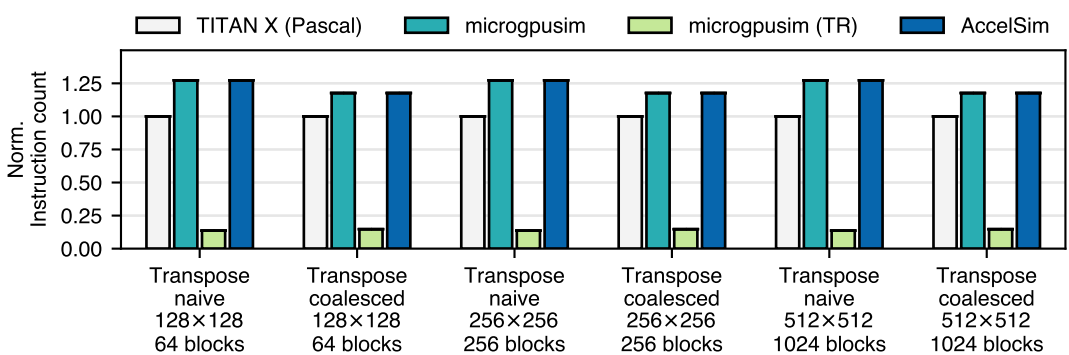 TITAN X (Pascal)
microgpusim
microgpusim (TR)
AccelSim
Norm.
Instruction count
1.25
1.00
0.75
0.50
0.25
0.00
Transpose
naive
128×128
64 blocks
Transpose
coalesced
128×128
64 blocks
Transpose
naive
256×256
256 blocks
Transpose
coalesced
256×256
256 blocks
Transpose
naive
512×512
1024 blocks
Transpose
coalesced
512×512
1024 blocks